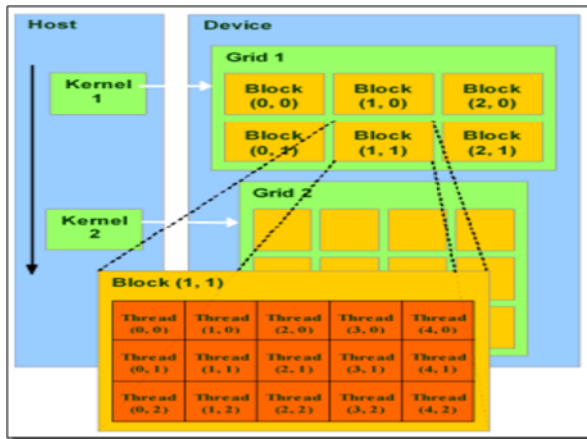 Host
Device
Grid 1
Kernel
1
Block
(0, 0)
Block
(1, 0)
Block
(2, 0)
Block
(0, 1)
Block
(1, 1)
Block
(2, 1)
Grid 2
Kernel
2
Block (1, 1)
Thread
(0, 0)
Thread
(1, 0)
Thread
(2, 0)
Thread
(3, 0)
Thread
(4, 0)
Thread
(0, 1)
Thread
(1, 1)
Thread
(2, 1)
Thread
(3, 1)
Thread
(4, 1)
Thread
(0, 2)
Thread
(1, 2)
Thread
(2, 2)
Thread
(3, 2)
Thread
(4, 2)